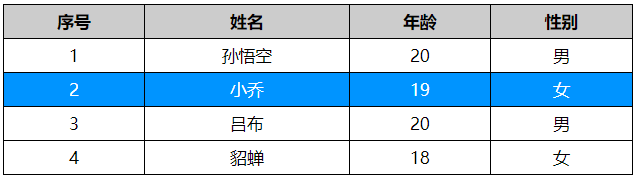 序号 姓名 年龄 性别
1 孙悟空 20 男
2 小乔 19 女
3 吕布 20 男
4 貂蝉 18 女